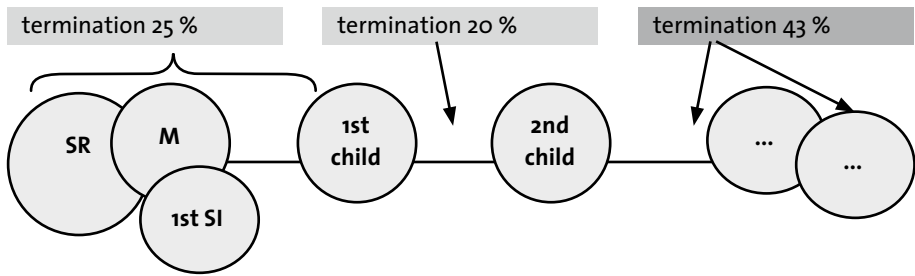 termination 25 %
termination 20 %
termination 43 %
SR
M
1st SI
1st
child
2nd
child
...
...